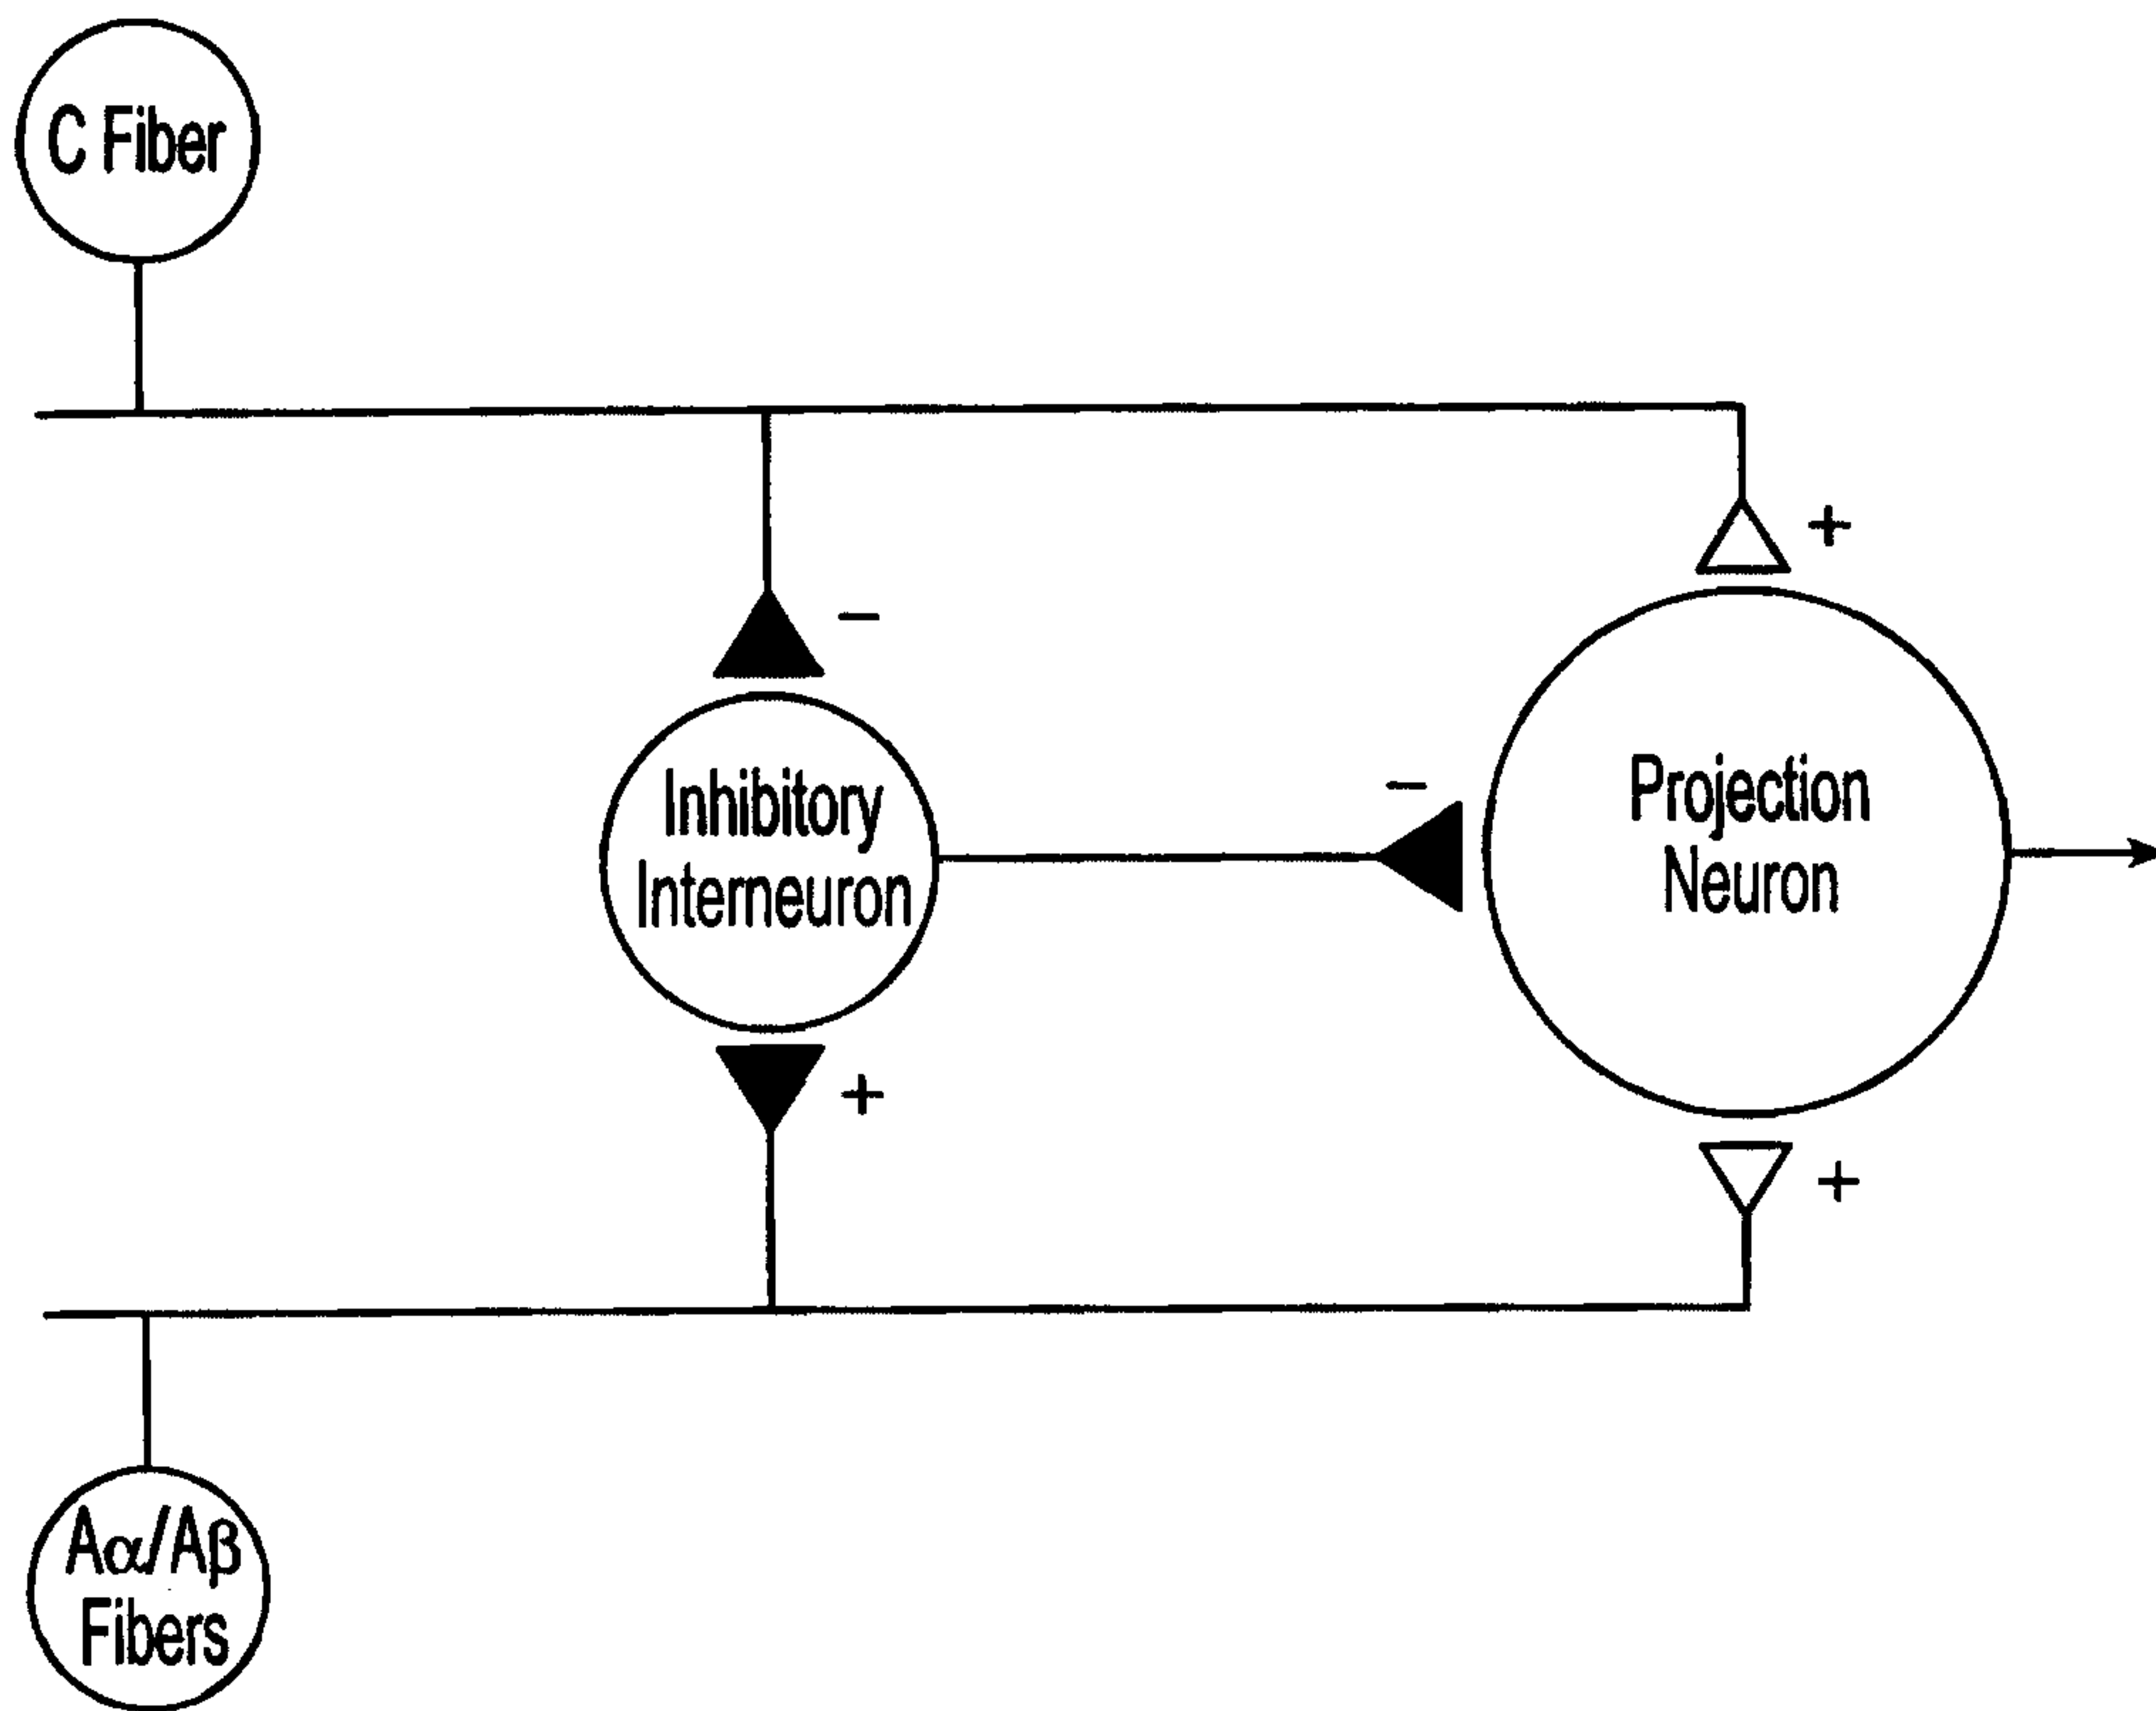 C Fiber
+
−
Inhibitory
Interneuron
−
Projection
Neuron
+
+
Aα/Aβ
Fibers